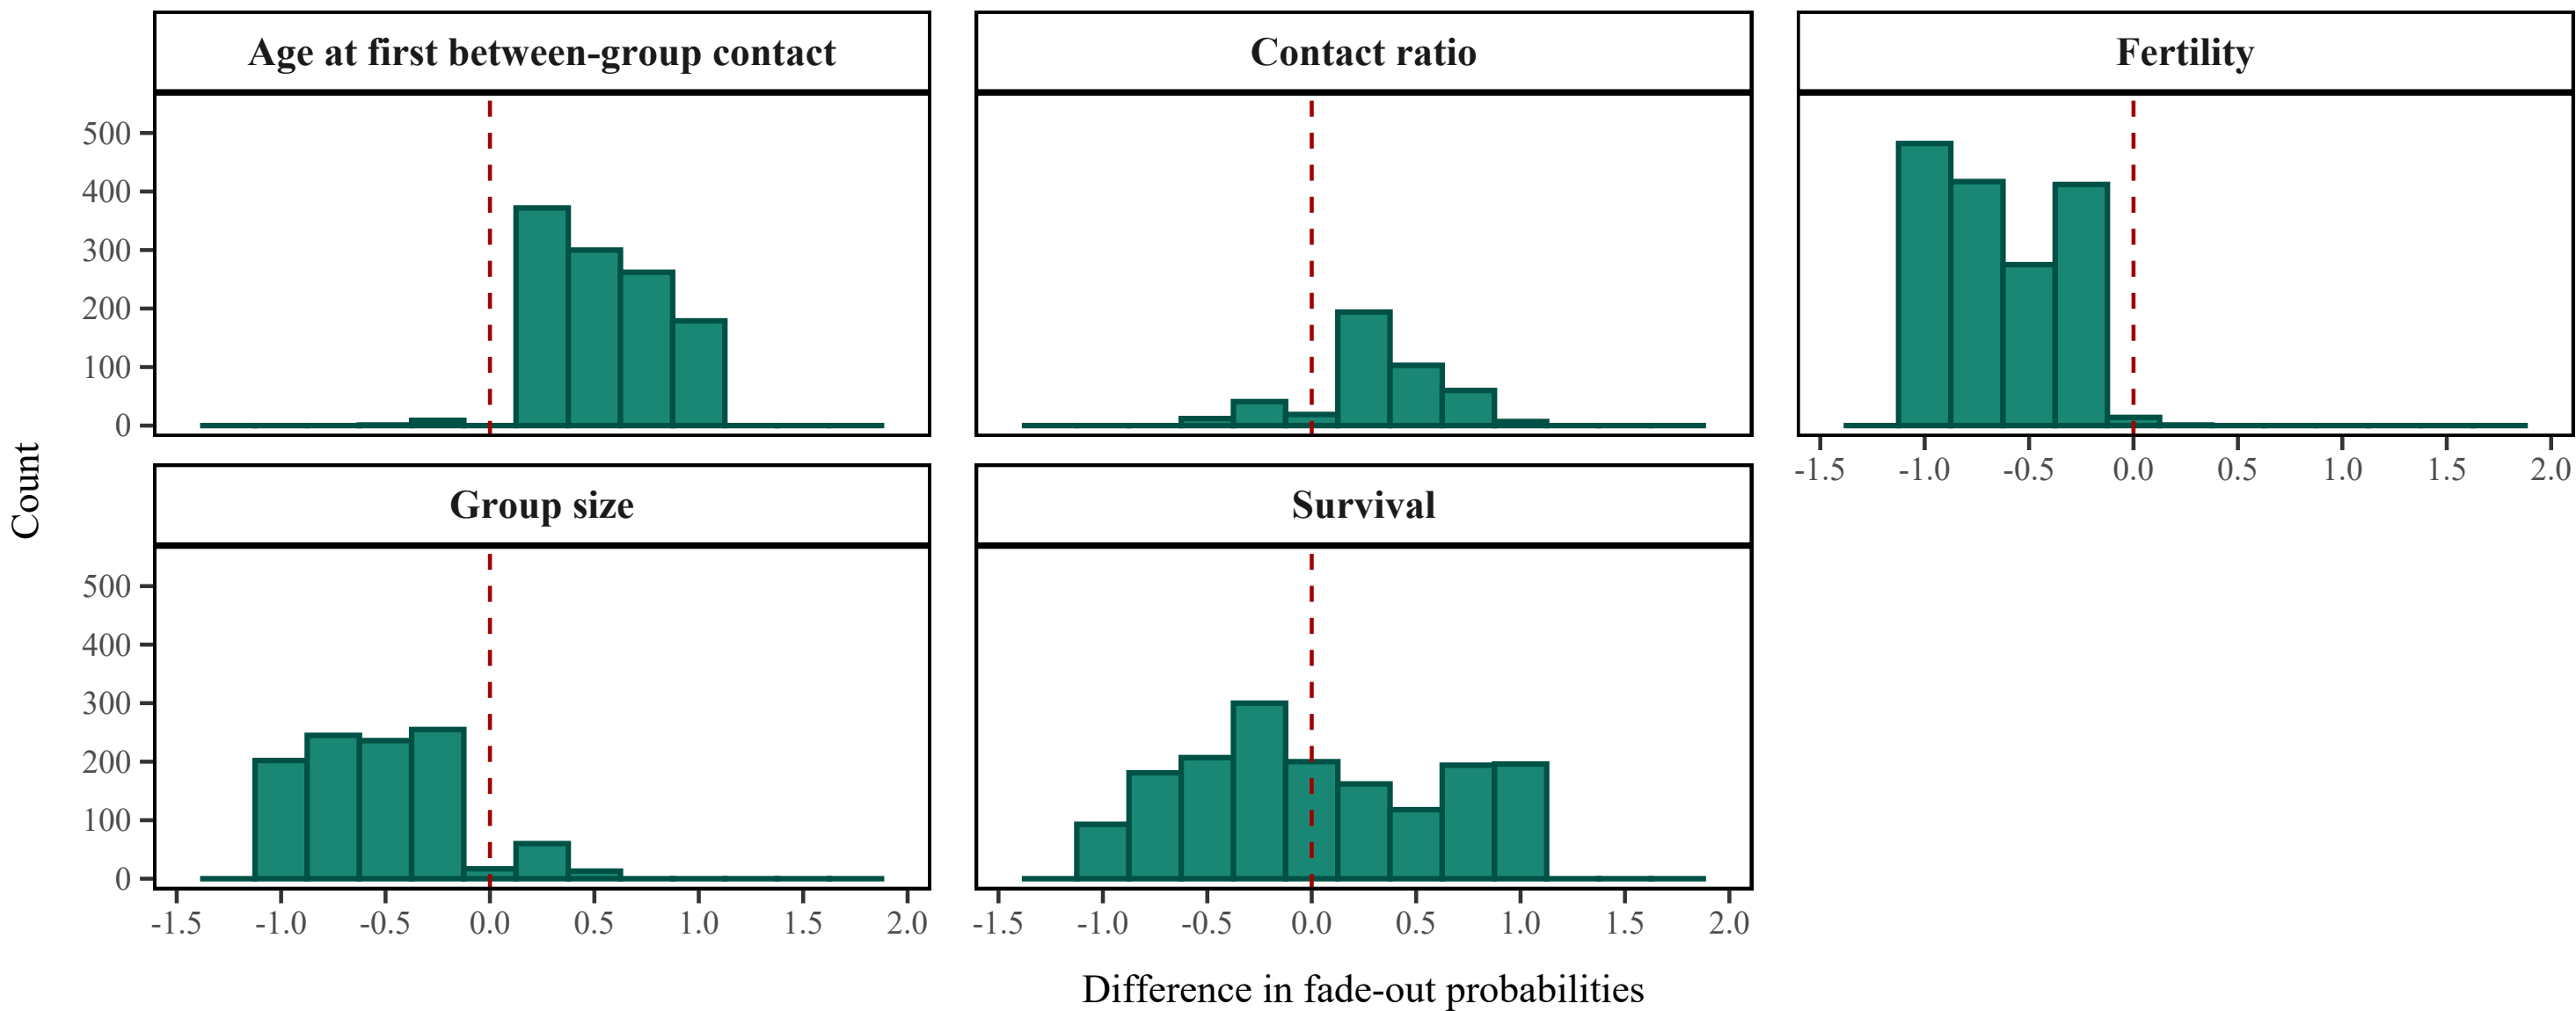 Age at first between-group contact
Contact ratio
Fertility
500
400
300
200
100
0
-1.5 -1.0 -0.5 0.0 0.5 1.0 1.5 2.0
Count
Group size
Survival
500
400
300
200
100
0
-1.5 -1.0 -0.5 0.0 0.5 1.0 1.5 2.0
-1.5 -1.0 -0.5 0.0 0.5 1.0 1.5 2.0
Difference in fade-out probabilities